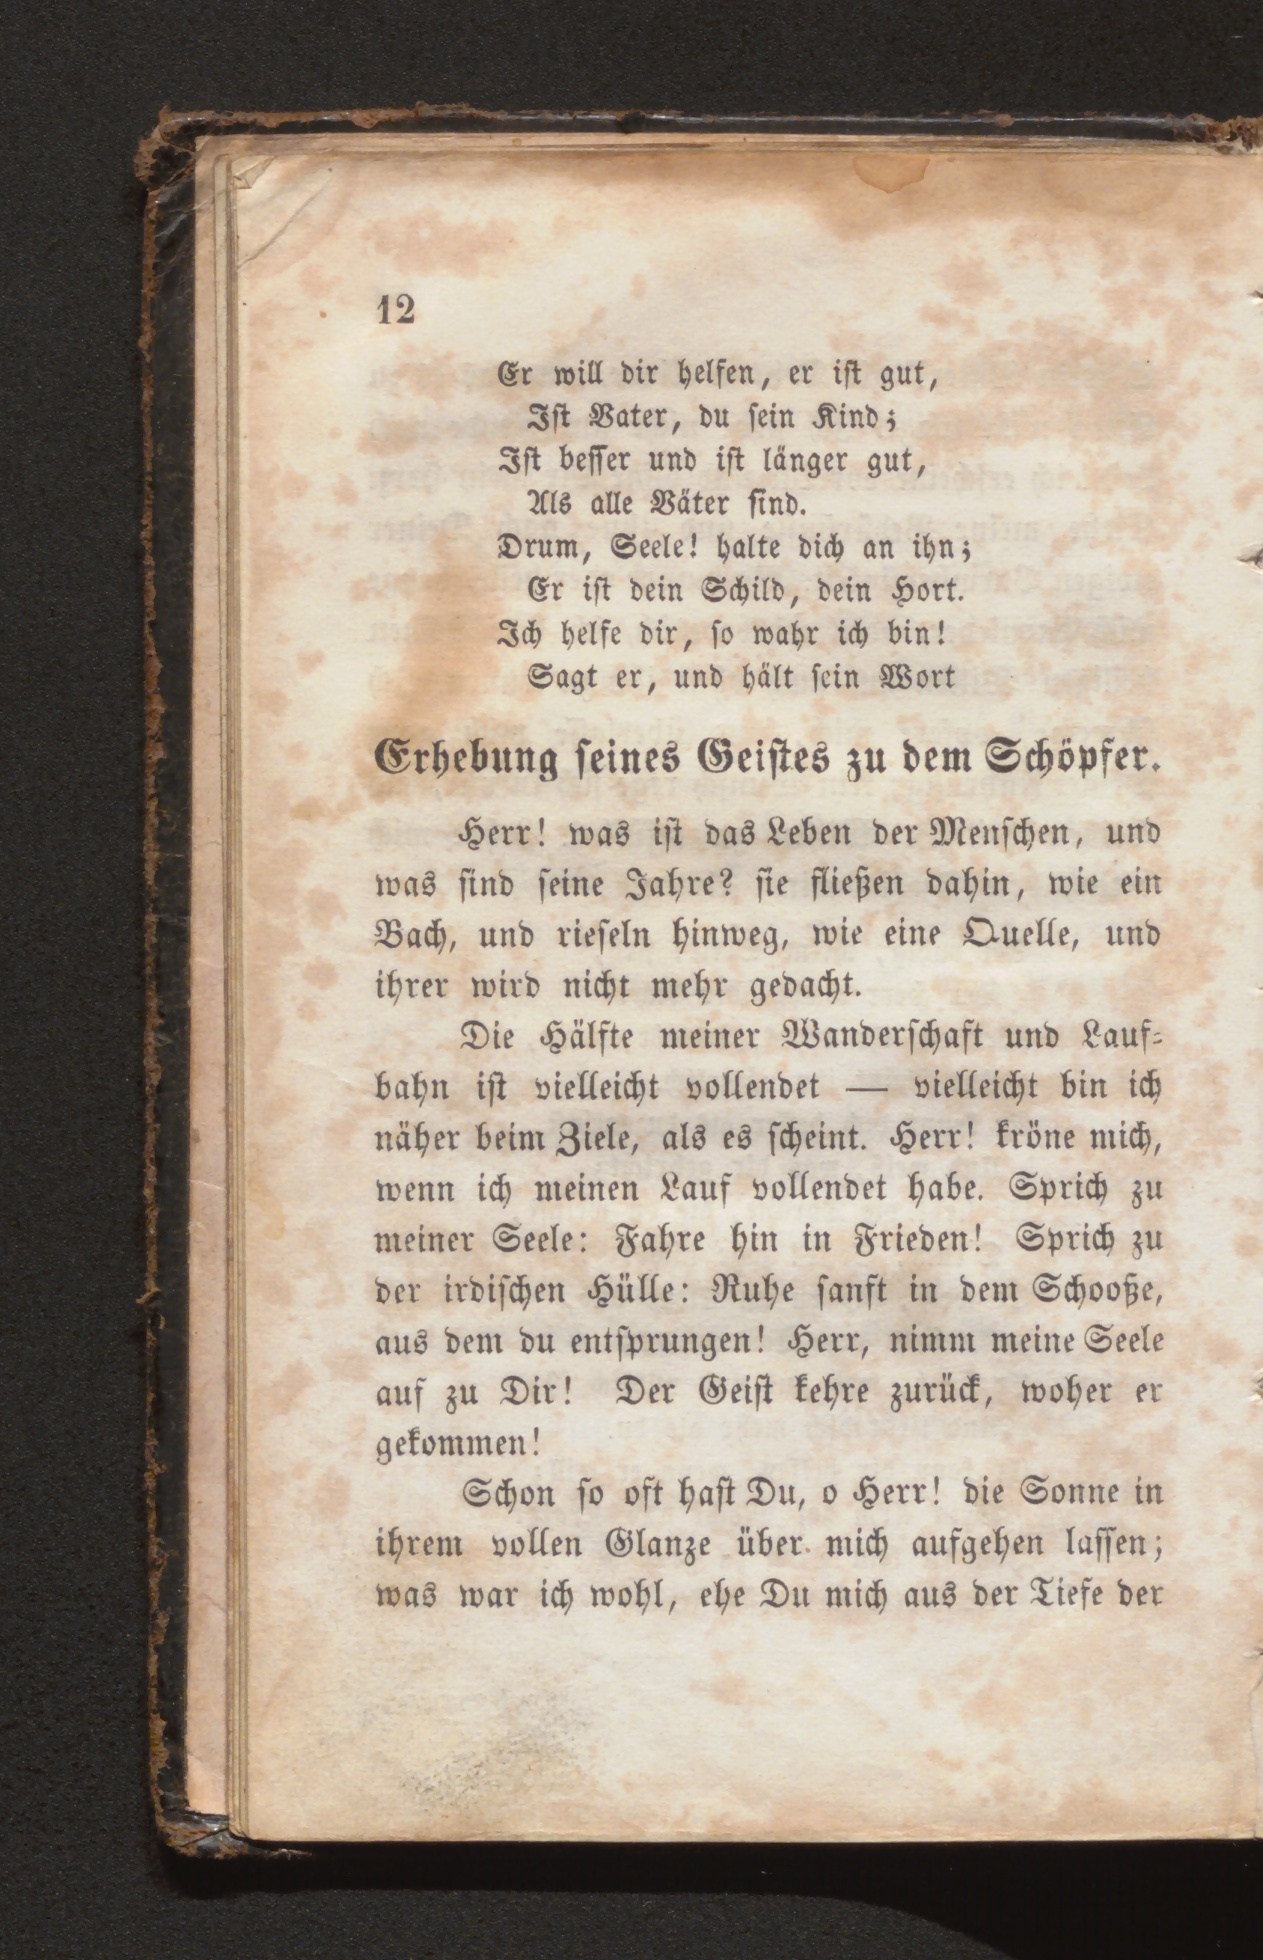 12
Er will dir helfen, er ist gut,
Ist Vater, du sein Kind;
Ist besser und ist länger gut,
Als alle Väter sind.
Drum, Seele! halte dich an ihn;
Er ist dein Schild, dein Hort.
Ich helfe dir, so wahr ich bin!
Sagt er, und hält sein Wort
Erhebung seines Geistes zu dem Schöpfer.
Herr! was ist das Leben der Menschen, und
was sind seine Jahre? sie fließen dahin, wie ein
Bach, und rieseln hinweg, wie eine Quelle, und
ihrer wird nicht mehr gedacht.
Die Hälfte meiner Wanderschaft und Lauf-
bahn ist vielleicht vollendet — vielleicht bin ich
näher beim Ziele, als es scheint. Herr! kröne mich,
wenn ich meinen Lauf vollendet habe. Sprich zu
meiner Seele: Fahre hin in Frieden! Sprich zu
der irdischen Hülle: Ruhe sanft in dem Schooße,
aus dem du entsprungen! Herr, nimm meine Seele
auf zu Dir! Der Geist kehre zurück, woher er
gekommen!
Schon so oft hast Du, o Herr! die Sonne in
ihrem vollen Glanze über mich aufgehen lassen;
was war ich wohl, ehe Du mich aus der Tiefe der